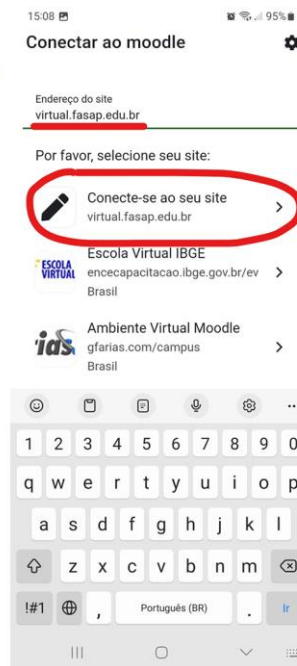 15:08 95%
Conectar ao moodle
Endereço do site
virtual.fasap.edu.br
Por favor, selecione seu site:
Conecte-se ao seu site
virtual.fasap.edu.br
ESCOLA
VIRTUAL
Escola Virtual IBGE
encecapacitacao.ibge.gov.br/ev
Brasil
ias
Ambiente Virtual Moodle
gfarias.com/campus
Brasil
1 2 3 4 5 6 7 8 9 0
q w e r t y u i o p
a s d f g h j k l
z x c v b n m
!#1 , Português (BR) . Ir